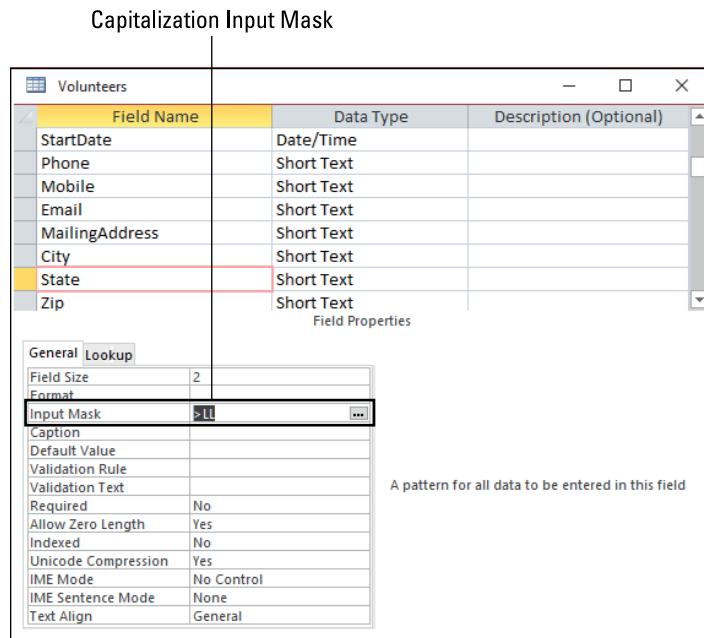 Capitalization Input Mask
Volunteers
Field Name Data Type Description (Optional)
StartDate Date/Time
Phone Short Text
Mobile Short Text
Email Short Text
MailingAddress Short Text
City Short Text
State Short Text
Zip Short Text
Field Properties
General Lookup
Field Size 2
Format
Input Mask >LL ...
Caption
Default Value
Validation Rule
Validation Text
Required No
Allow Zero Length Yes
Indexed No
Unicode Compression Yes
IME Mode No Control
IME Sentence Mode None
Text Align General
A pattern for all data to be entered in this field